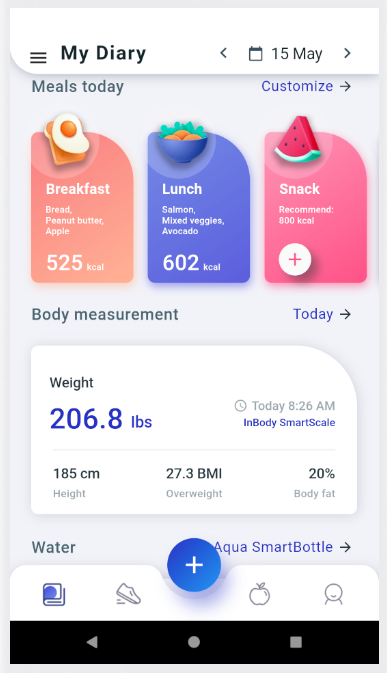 My Diary
15 May
Meals today
Customize
Breakfast
Bread,
Peanut butter,
Apple
525 kcal
Lunch
Salmon,
Mixed veggies,
Avocado
602 kcal
Snack
Recommend:
800 kcal
Body measurement
Today
Weight
206.8 lbs
Today 8:26 AM
InBody SmartScale
185 cm
Height
27.3 BMI
Overweight
20%
Body fat
Water
Aqua SmartBottle